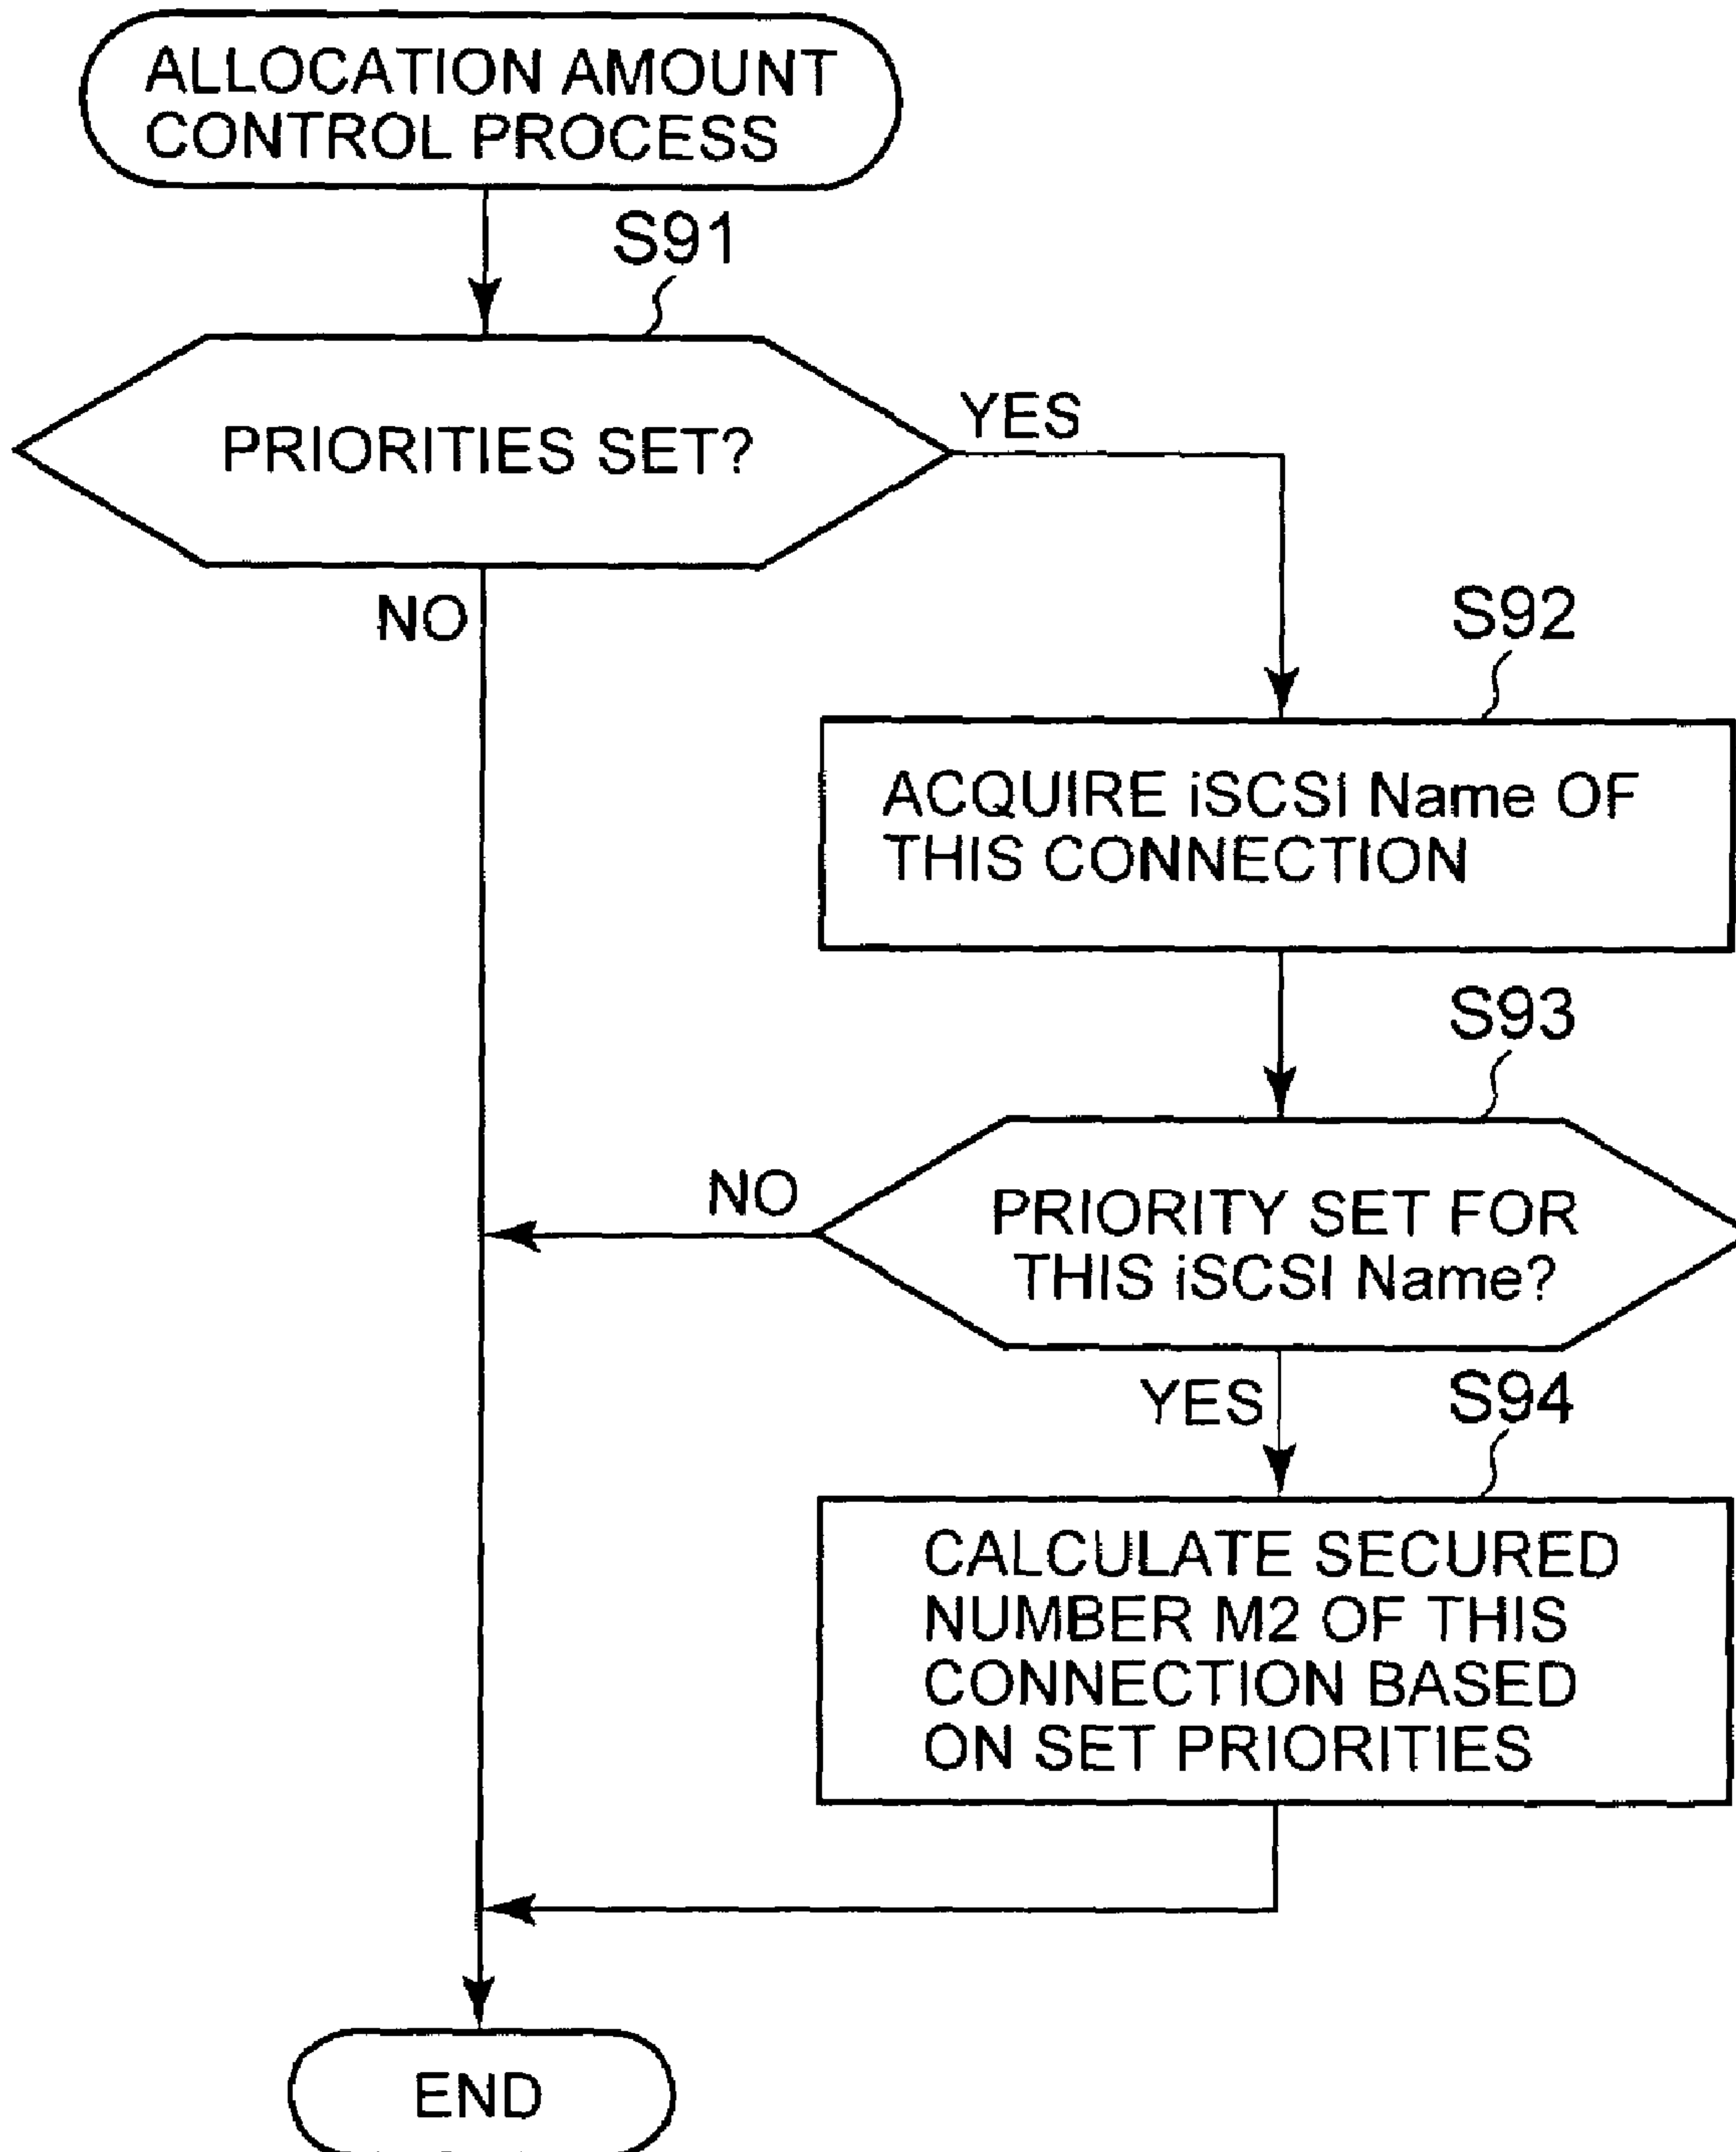 ALLOCATION AMOUNT
CONTROL PROCESS
S91
PRIORITIES SET?
YES
NO
S92
ACQUIRE iSCSI Name OF
THIS CONNECTION
S93
NO
PRIORITY SET FOR
THIS iSCSI Name?
YES
S94
CALCULATE SECURED
NUMBER M2 OF THIS
CONNECTION BASED
ON SET PRIORITIES
END